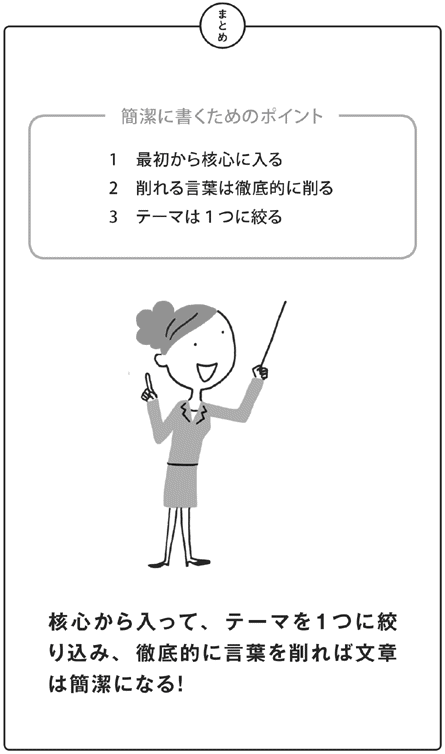 まとめ
簡潔に書くためのポイント
1　最初から核心に入る
2　削れる言葉は徹底的に削る
3　テーマは1つに絞る
核心から入って、テーマを1つに絞
り込み、徹底的に言葉を削れば文章
は簡潔になる!